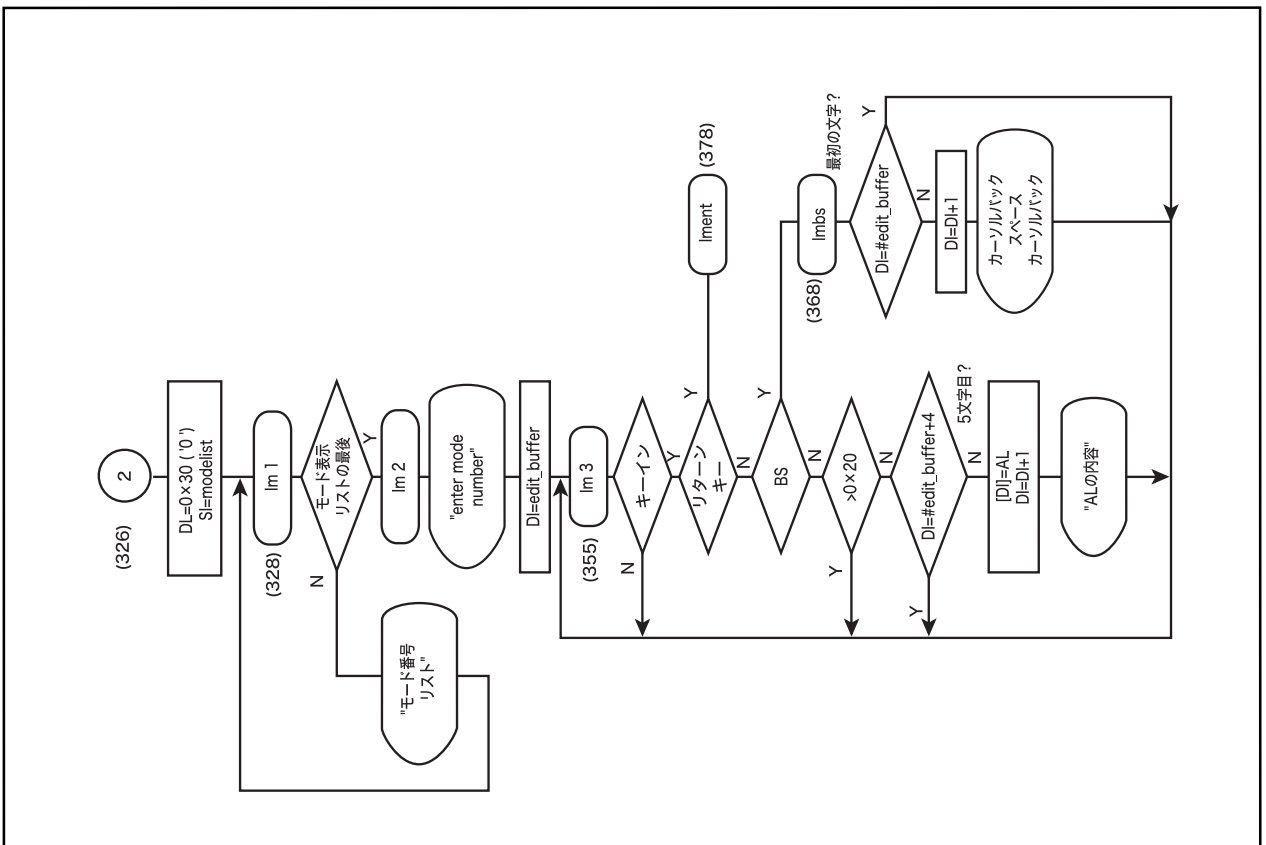 (326)
2
DL=0×30 ('0')
SI=modelist
(328)
lm 1
モード表示
リストの最後
N
Y
"モード番号
リスト"
lm 2
"enter mode
number"
DI=edit_buffer
(355)
lm 3
キーイン
N
Y
リターン
キー
Y
N
lment
(378)
BS
Y
N
>0×20
Y
N
DI=#edit_buffer+4
5文字目?
Y
N
[DI]=AL
DI=DI+1
"ALの内容"
(368)
lmbs
最初の文字?
DI=#edit_buffer
Y
N
DI=DI+1
カーソルバック
スペース
カーソルバック